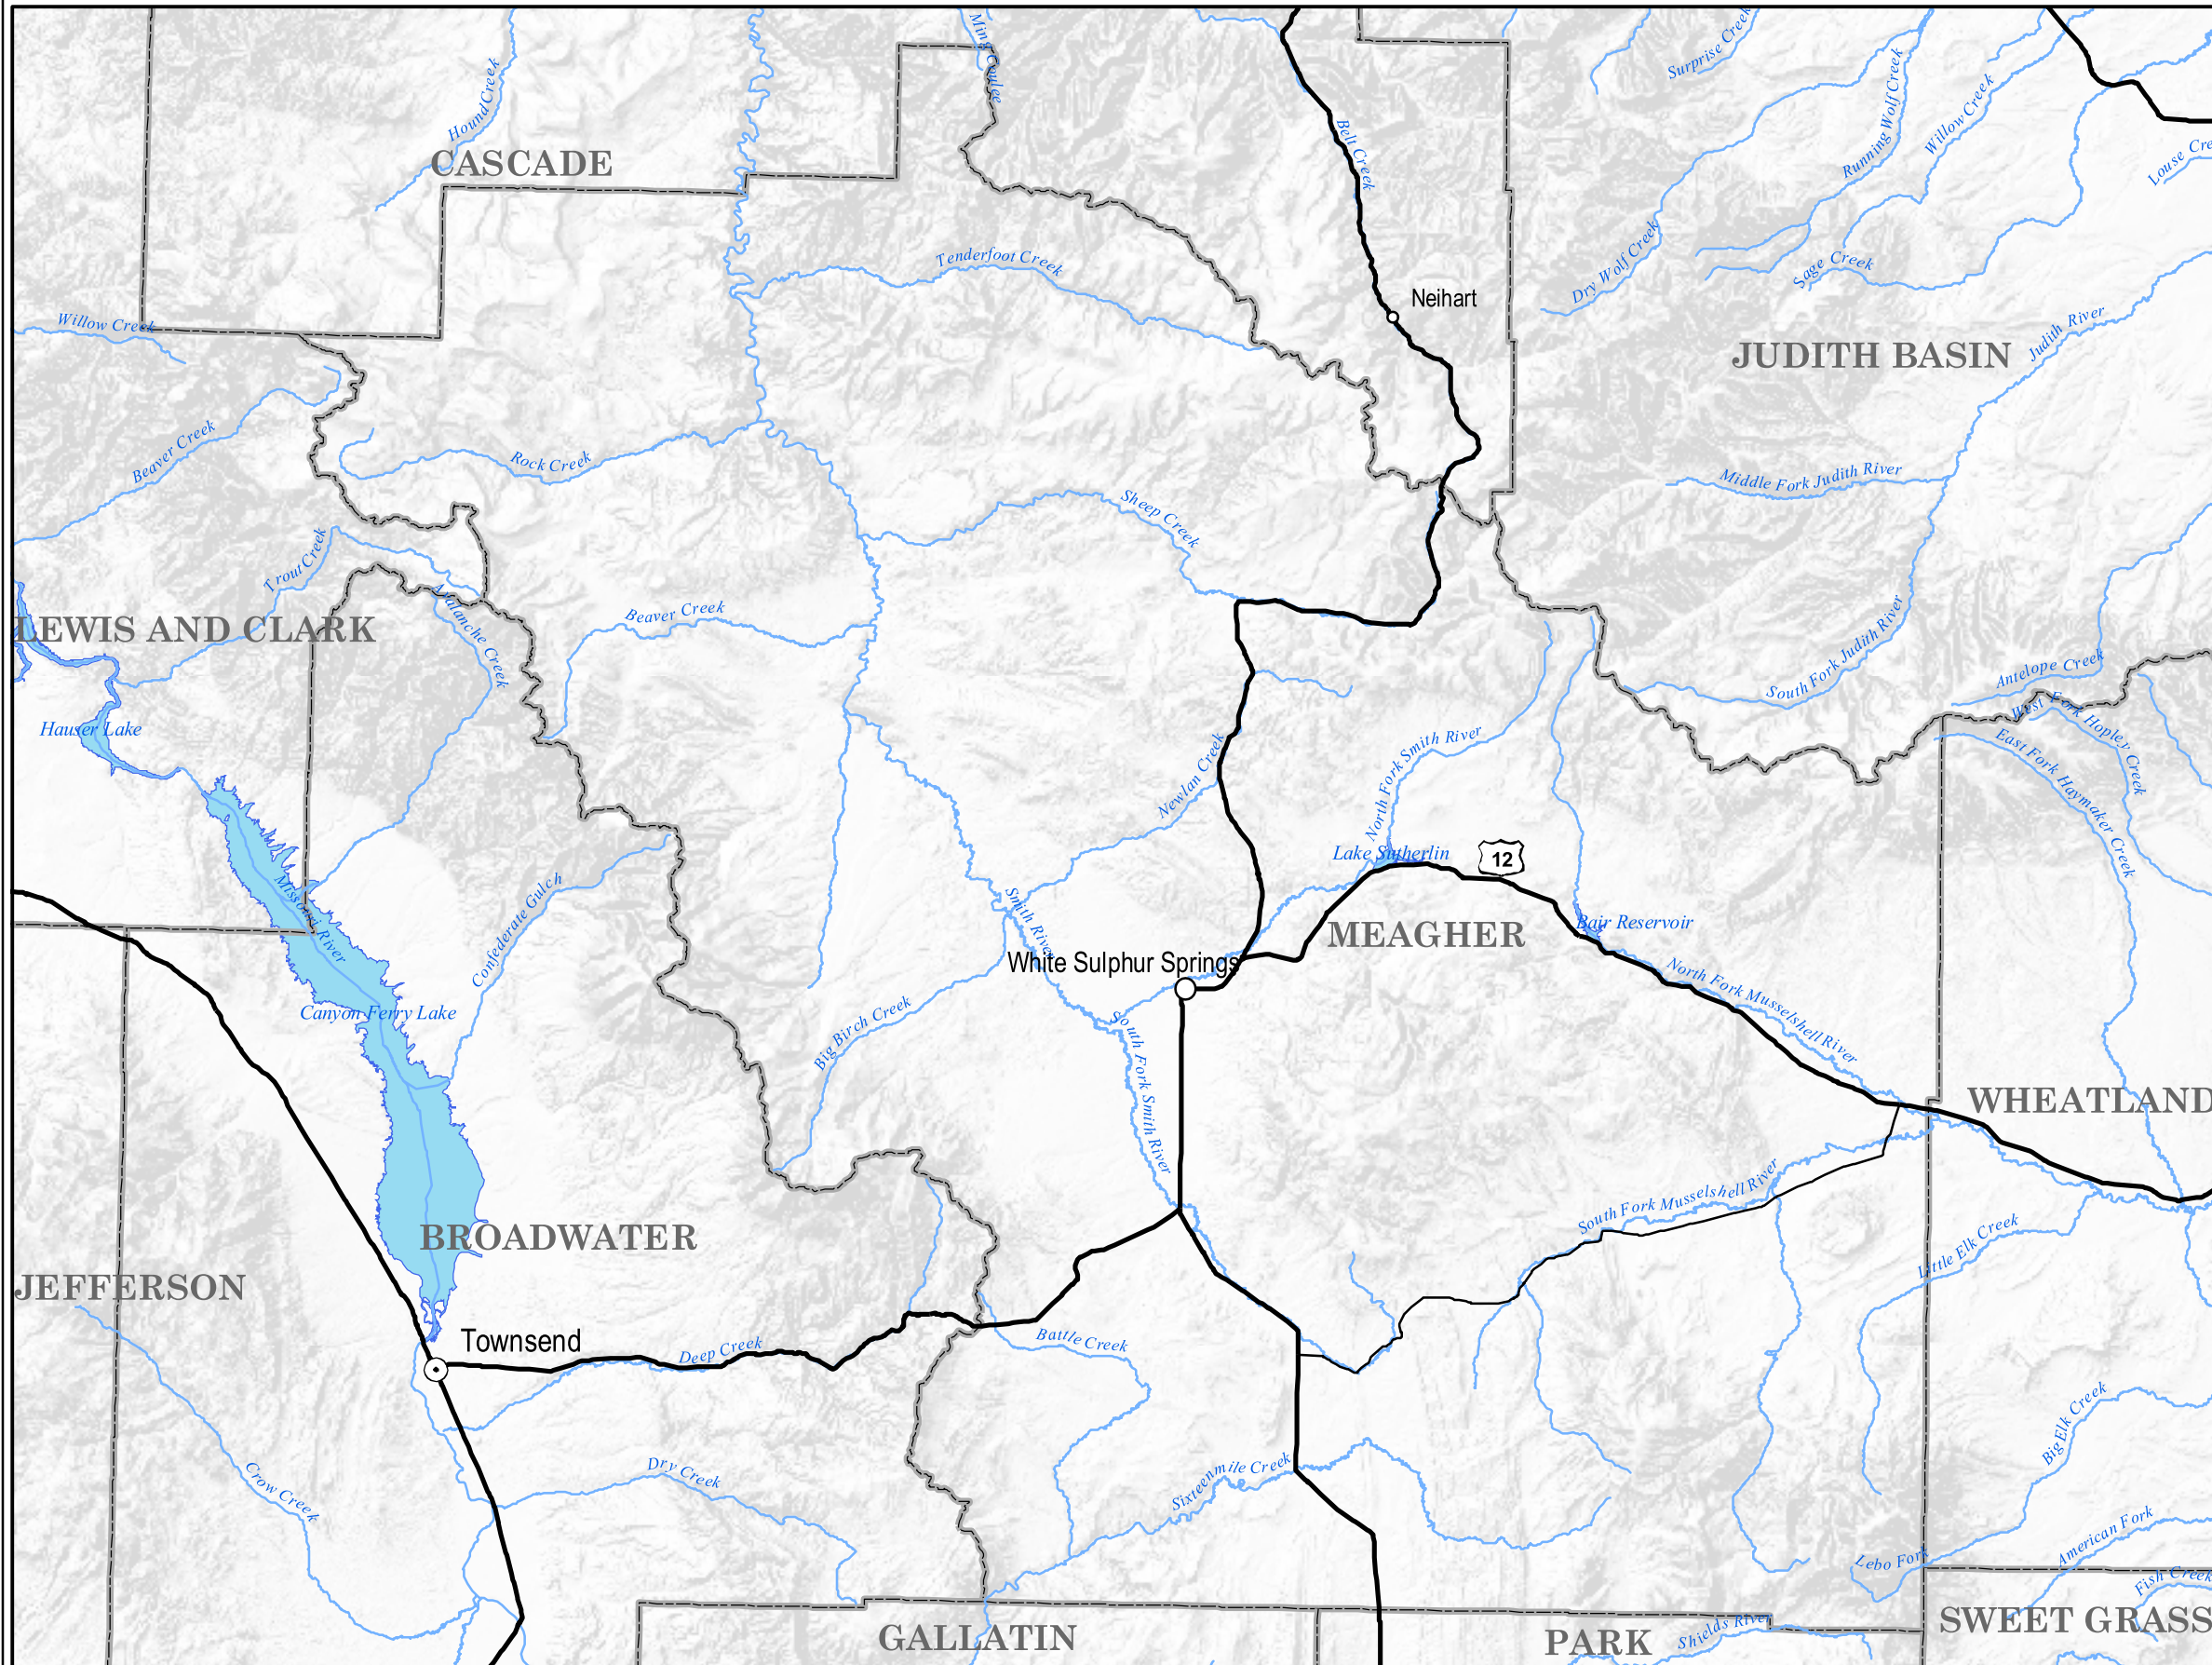 Ming Coulee
Surprise Creek
Hound Creek
Running Wolf Creek
Willow Creek
Belt Creek
CASCADE
Tenderfoot Creek
Dry Wolf Creek
Sage Creek
Neihart
Willow Creek
Judith River
JUDITH BASIN
Beaver Creek
Rock Creek
Middle Fork Judith River
Sheep Creek
Trout Creek
Avalanche Creek
Beaver Creek
LEWIS AND CLARK
South Fork Judith River
Antelope Creek
West Fork Hopley Creek
East Fork Haymaker Creek
Hauser Lake
North Fork Smith River
Newlan Creek
Lake Sutherlin
12
Missouri River
Confederate Gulch
Smith River
Bair Reservoir
MEAGHER
White Sulphur Springs
North Fork Musselshell River
Canyon Ferry Lake
Big Birch Creek
South Fork Smith River
WHEATLAND
South Fork Musselshell River
BROADWATER
Little Elk Creek
JEFFERSON
Townsend
Deep Creek
Battle Creek
Big Elk Creek
Crow Creek
Dry Creek
Sixteenmile Creek
American Fork
Lebo Fork
Fish Creek
GALLATIN
PARK
Shields River
SWEET GRASS